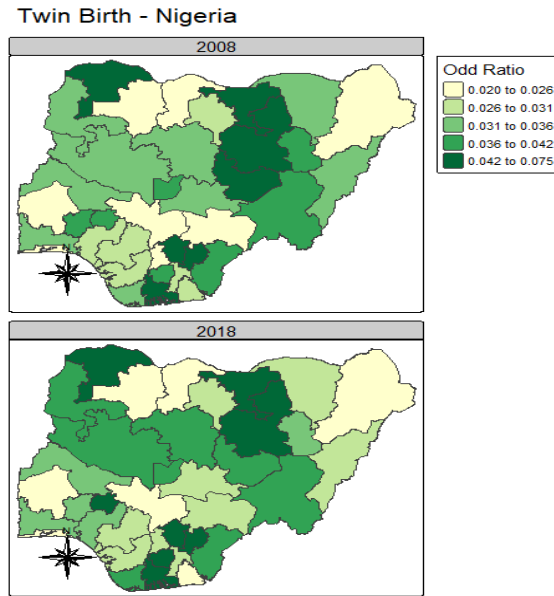 Twin Birth - Nigeria
2008
Odd Ratio
0.020 to 0.026
0.026 to 0.031
0.031 to 0.036
0.036 to 0.042
0.042 to 0.075
2018